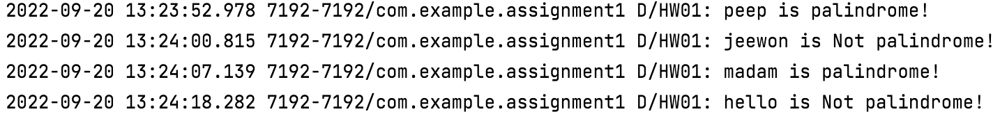 2022-09-20 13:23:52.978 7192-7192/com.example.assignment1 D/HW01: peep is palindrome!
2022-09-20 13:24:00.815 7192-7192/com.example.assignment1 D/HW01: jeewon is Not palindrome!
2022-09-20 13:24:07.139 7192-7192/com.example.assignment1 D/HW01: madam is palindrome!
2022-09-20 13:24:18.282 7192-7192/com.example.assignment1 D/HW01: hello is Not palindrome!